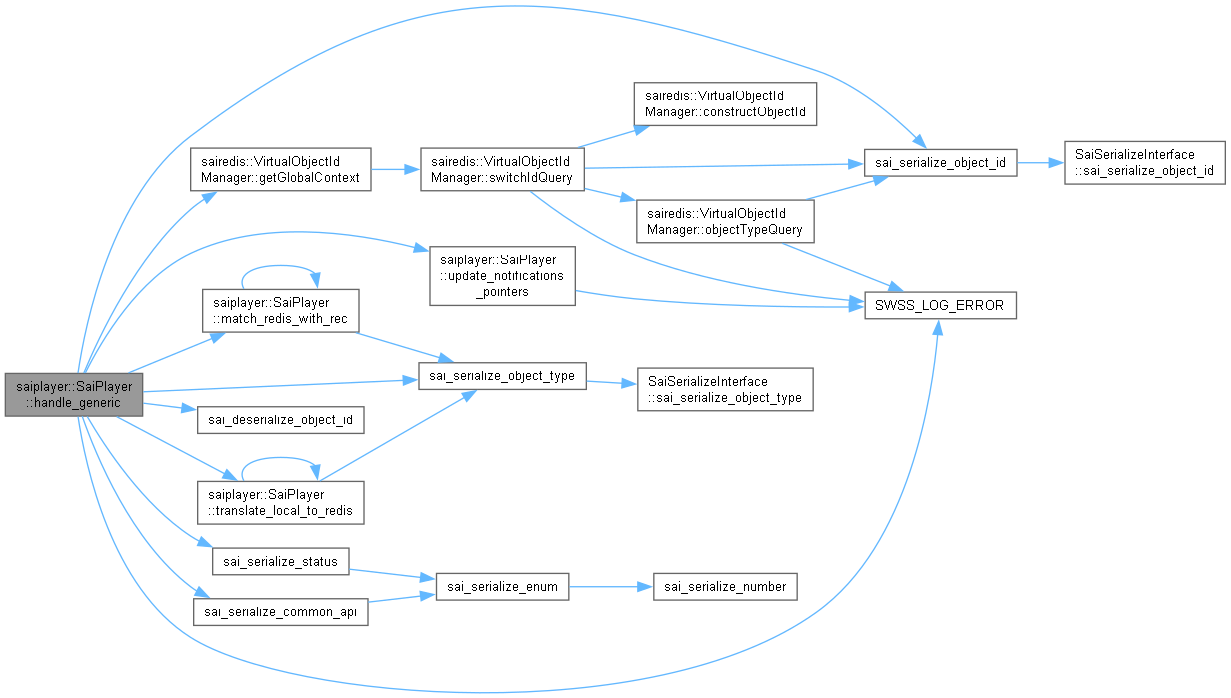 sairedis::VirtualObjectId
Manager::constructObjectId
sairedis::VirtualObjectId
Manager::getGlobalContext
sairedis::VirtualObjectId
Manager::switchIdQuery
sai_serialize_object_id
SaiSerializeInterface
::sai_serialize_object_id
sairedis::VirtualObjectId
Manager::objectTypeQuery
saiplayer::SaiPlayer
::update_notifications
_pointers
saiplayer::SaiPlayer
::match_redis_with_rec
SWSS_LOG_ERROR
saiplayer::SaiPlayer
::handle_generic
sai_serialize_object_type
SaiSerializeInterface
::sai_serialize_object_type
sai_deserialize_object_id
saiplayer::SaiPlayer
::translate_local_to_redis
sai_serialize_status
sai_serialize_enum
sai_serialize_number
sai_serialize_common_api